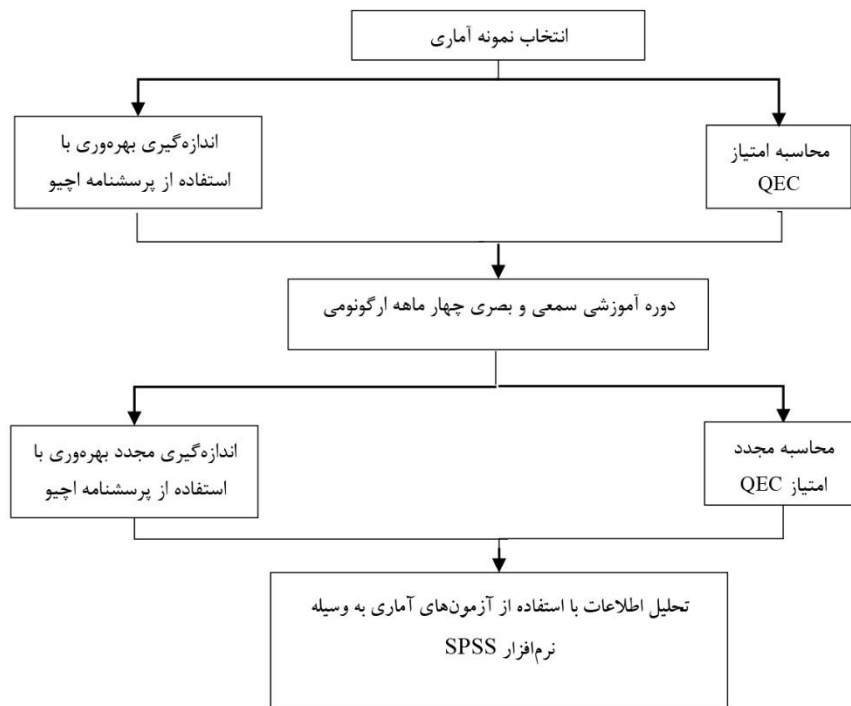 انتخاب نمونه آماری
محاسبه امتیاز
QEC
اندازه‌گیری بهره‌وری با
استفاده از پرسشنامه اچیو
دوره آموزشی سمعی و بصری چهار ماهه ارگونومی
محاسبه مجدد
امتیاز QEC
اندازه‌گیری مجدد بهره‌وری با
استفاده از پرسشنامه اچیو
تحلیل اطلاعات با استفاده از آزمون‌های آماری به وسیله
نرم‌افزار SPSS